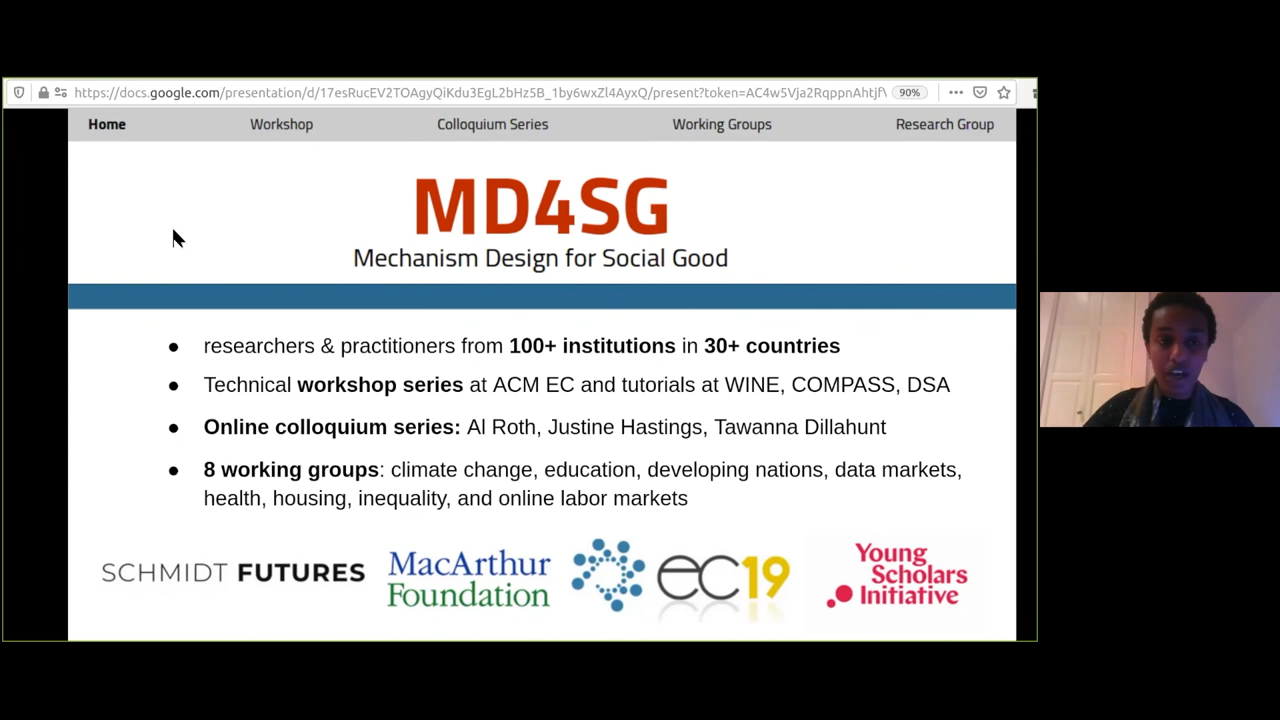 https://docs.google.com/presentation/d/17esRucEV2TOAgyQiKdu3EgL2bHz5B_1by6wxZl4AyxQ/present?token=AC4w5Vja2RqppnAhtjf 90%
Home Workshop Colloquium Series Working Groups Research Group
MD4SG
Mechanism Design for Social Good
● researchers & practitioners from 100+ institutions in 30+ countries
● Technical workshop series at ACM EC and tutorials at WINE, COMPASS, DSA
● Online colloquium series: Al Roth, Justine Hastings, Tawanna Dillahunt
● 8 working groups: climate change, education, developing nations, data markets,
health, housing, inequality, and online labor markets
SCHMIDT FUTURES
MacArthur
Foundation
ec19
Young
Scholars
Initiative